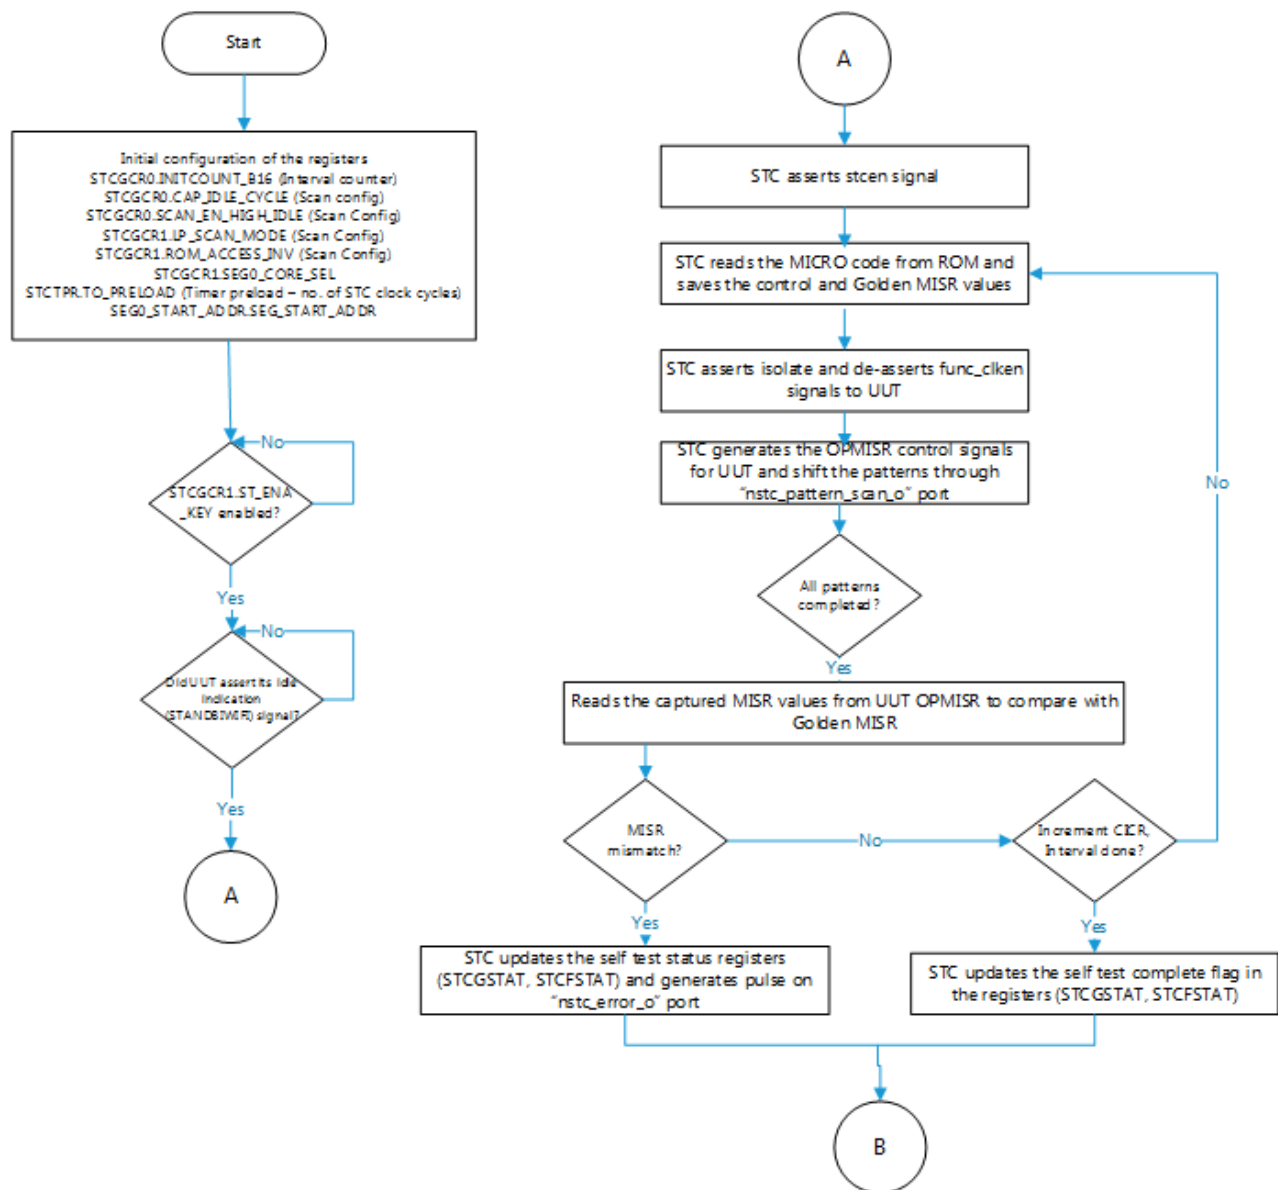 Start
Initial configuration of the registers
STCGCR0.INITCOUNT_B16 (Interval counter)
STCGCR0.CAP_IDLE_CYCLE (Scan config)
STCGCR0.SCAN_EN_HIGH_IDLE (Scan Config)
STCGCR1.LP_SCAN_MODE (Scan Config)
STCGCR1.ROM_ACCESS_INV (Scan Config)
STCGCR1.SEG0_CORE_SEL
STCTPR.TO_PRELOAD (Timer preload – no. of STC clock cycles)
SEG0_START_ADDR.SEG_START_ADDR
No
STCGCR1.ST_ENA
_KEY enabled?
Yes
No
Did UUT assert its idle
indication
(STANDBIWIFI) signal?
Yes
A
A
STC asserts stcen signal
STC reads the MICRO code from ROM and
saves the control and Golden MISR values
STC asserts isolate and de-asserts func_clken
signals to UUT
STC generates the OPMISR control signals
for UUT and shift the patterns through
"nstc_pattern_scan_o" port
No
All patterns
completed?
Yes
Reads the captured MISR values from UUT OPMISR to compare with
Golden MISR
MISR
mismatch?
No
Increment CICR,
Interval done?
Yes
Yes
STC updates the self test status registers
(STCGSTAT, STCFSTAT) and generates pulse on
"nstc_error_o" port
STC updates the self test complete flag in
the registers (STCGSTAT, STCFSTAT)
B